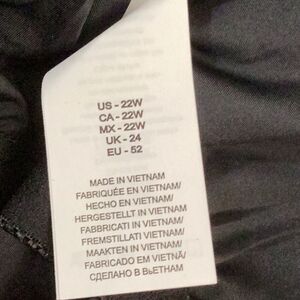 US - 22W
CA - 22W
MX - 22W
UK - 24
EU - 52
MADE IN VIETNAM
FABRIQUÉE EN VIETNAM/
HECHO EN VIETNAM/
HERGESTELLT IN VIETNAM/
FABBRICATI IN VIETNAM/
FREMSTILLATI VIETNAM/
MAAKTEN IN VIETNAM/
FABRICADO EM VIETNÃ/
СДЕЛАНО В ВЬЕТНАМ